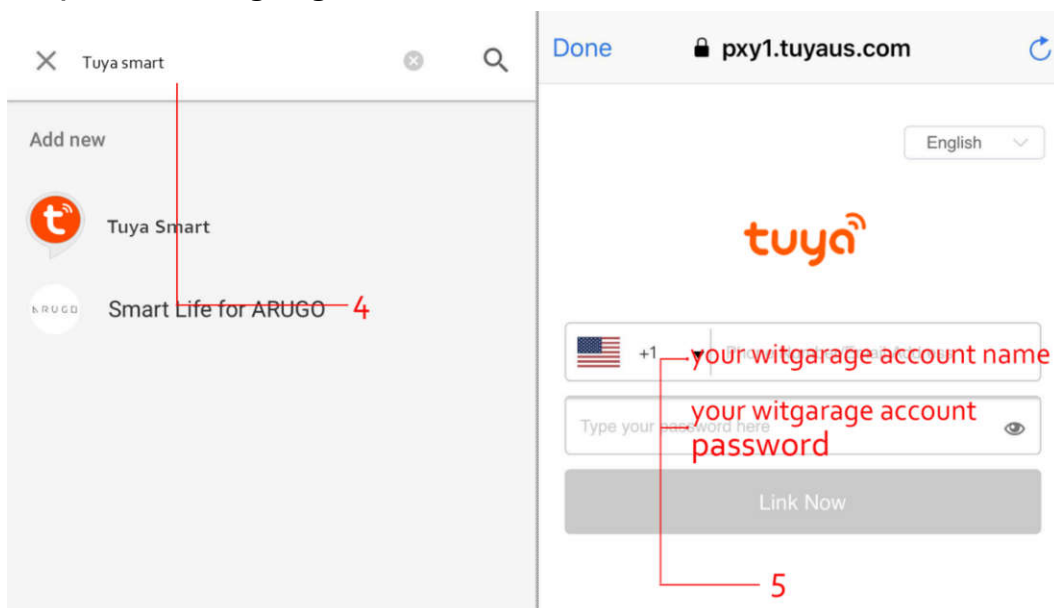 Tuya smart
Add new
Tuya Smart
ARUGO
Smart Life for ARUGO
4
Done
pxy1.tuyaus.com
English
tuya
+1
your witgarage account name
your witgarage account
Type your password here
password
Link Now
5